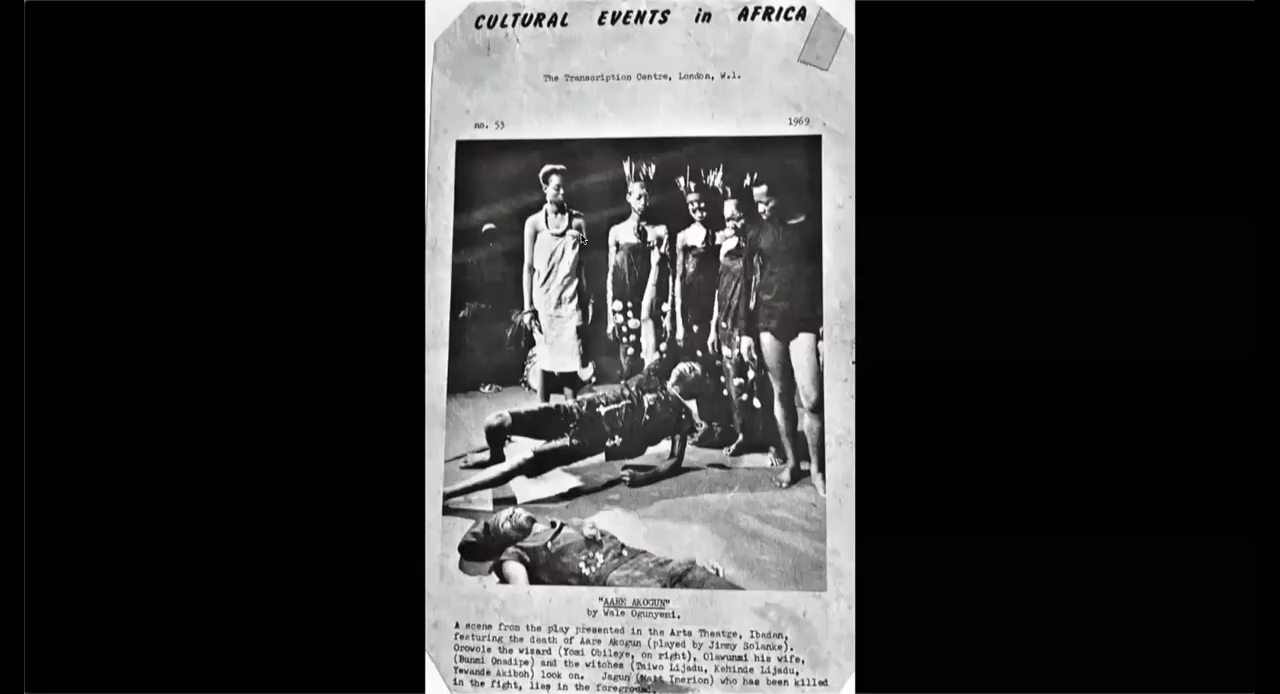 CULTURAL EVENTS in AFRICA
The Transcription Centre, London, W.1.
no. 53 1969
"AARE AKOGUN"
by Wale Ogunyemi.
A scene from the play presented in the Arts Theatre, Ibadan,
featuring the death of Aare Akogun (played by Jimmy Solanke).
Orowole the wizard (Yomi Obileye, on right), Olawunmi his wife,
(Bunmi Onadipe) and the witches (Taiwo Lijadu, Kehinde Lijadu,
Yewande Akiboh) look on. Jagun (Matt Imerion) who has been killed
in the fight, lies in the foreground.